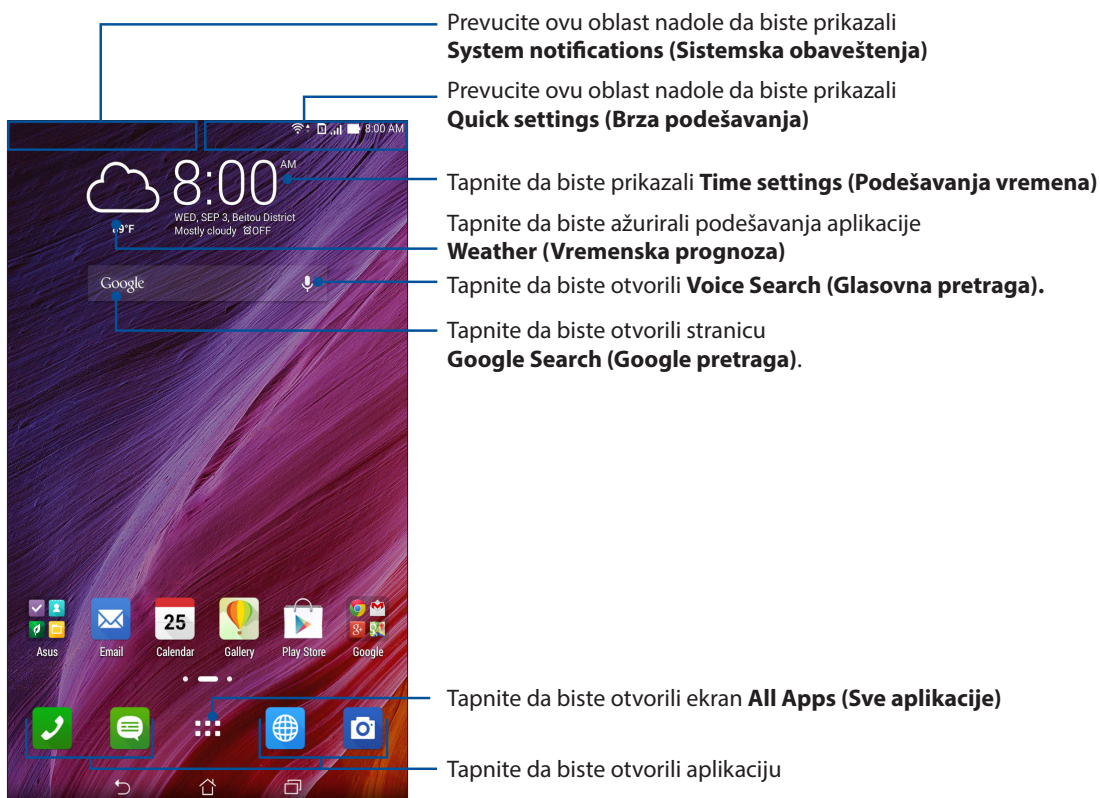 Prevucite ovu oblast nadole da biste prikazali
System notifications (Sistemska obaveštenja)
Prevucite ovu oblast nadole da biste prikazali
Quick settings (Brza podešavanja)
8:00 AM
8:00 AM
WED, SEP 3, Beitou District
Mostly cloudy OFF
9°F
Tapnite da biste prikazali Time settings (Podešavanja vremena)
Tapnite da biste ažurirali podešavanja aplikacije
Weather (Vremenska prognoza)
Google
Tapnite da biste otvorili Voice Search (Glasovna pretraga).
Tapnite da biste otvorili stranicu
Google Search (Google pretraga).
25
Asus Email Calendar Gallery Play Store Google
Tapnite da biste otvorili ekran All Apps (Sve aplikacije)
Tapnite da biste otvorili aplikaciju